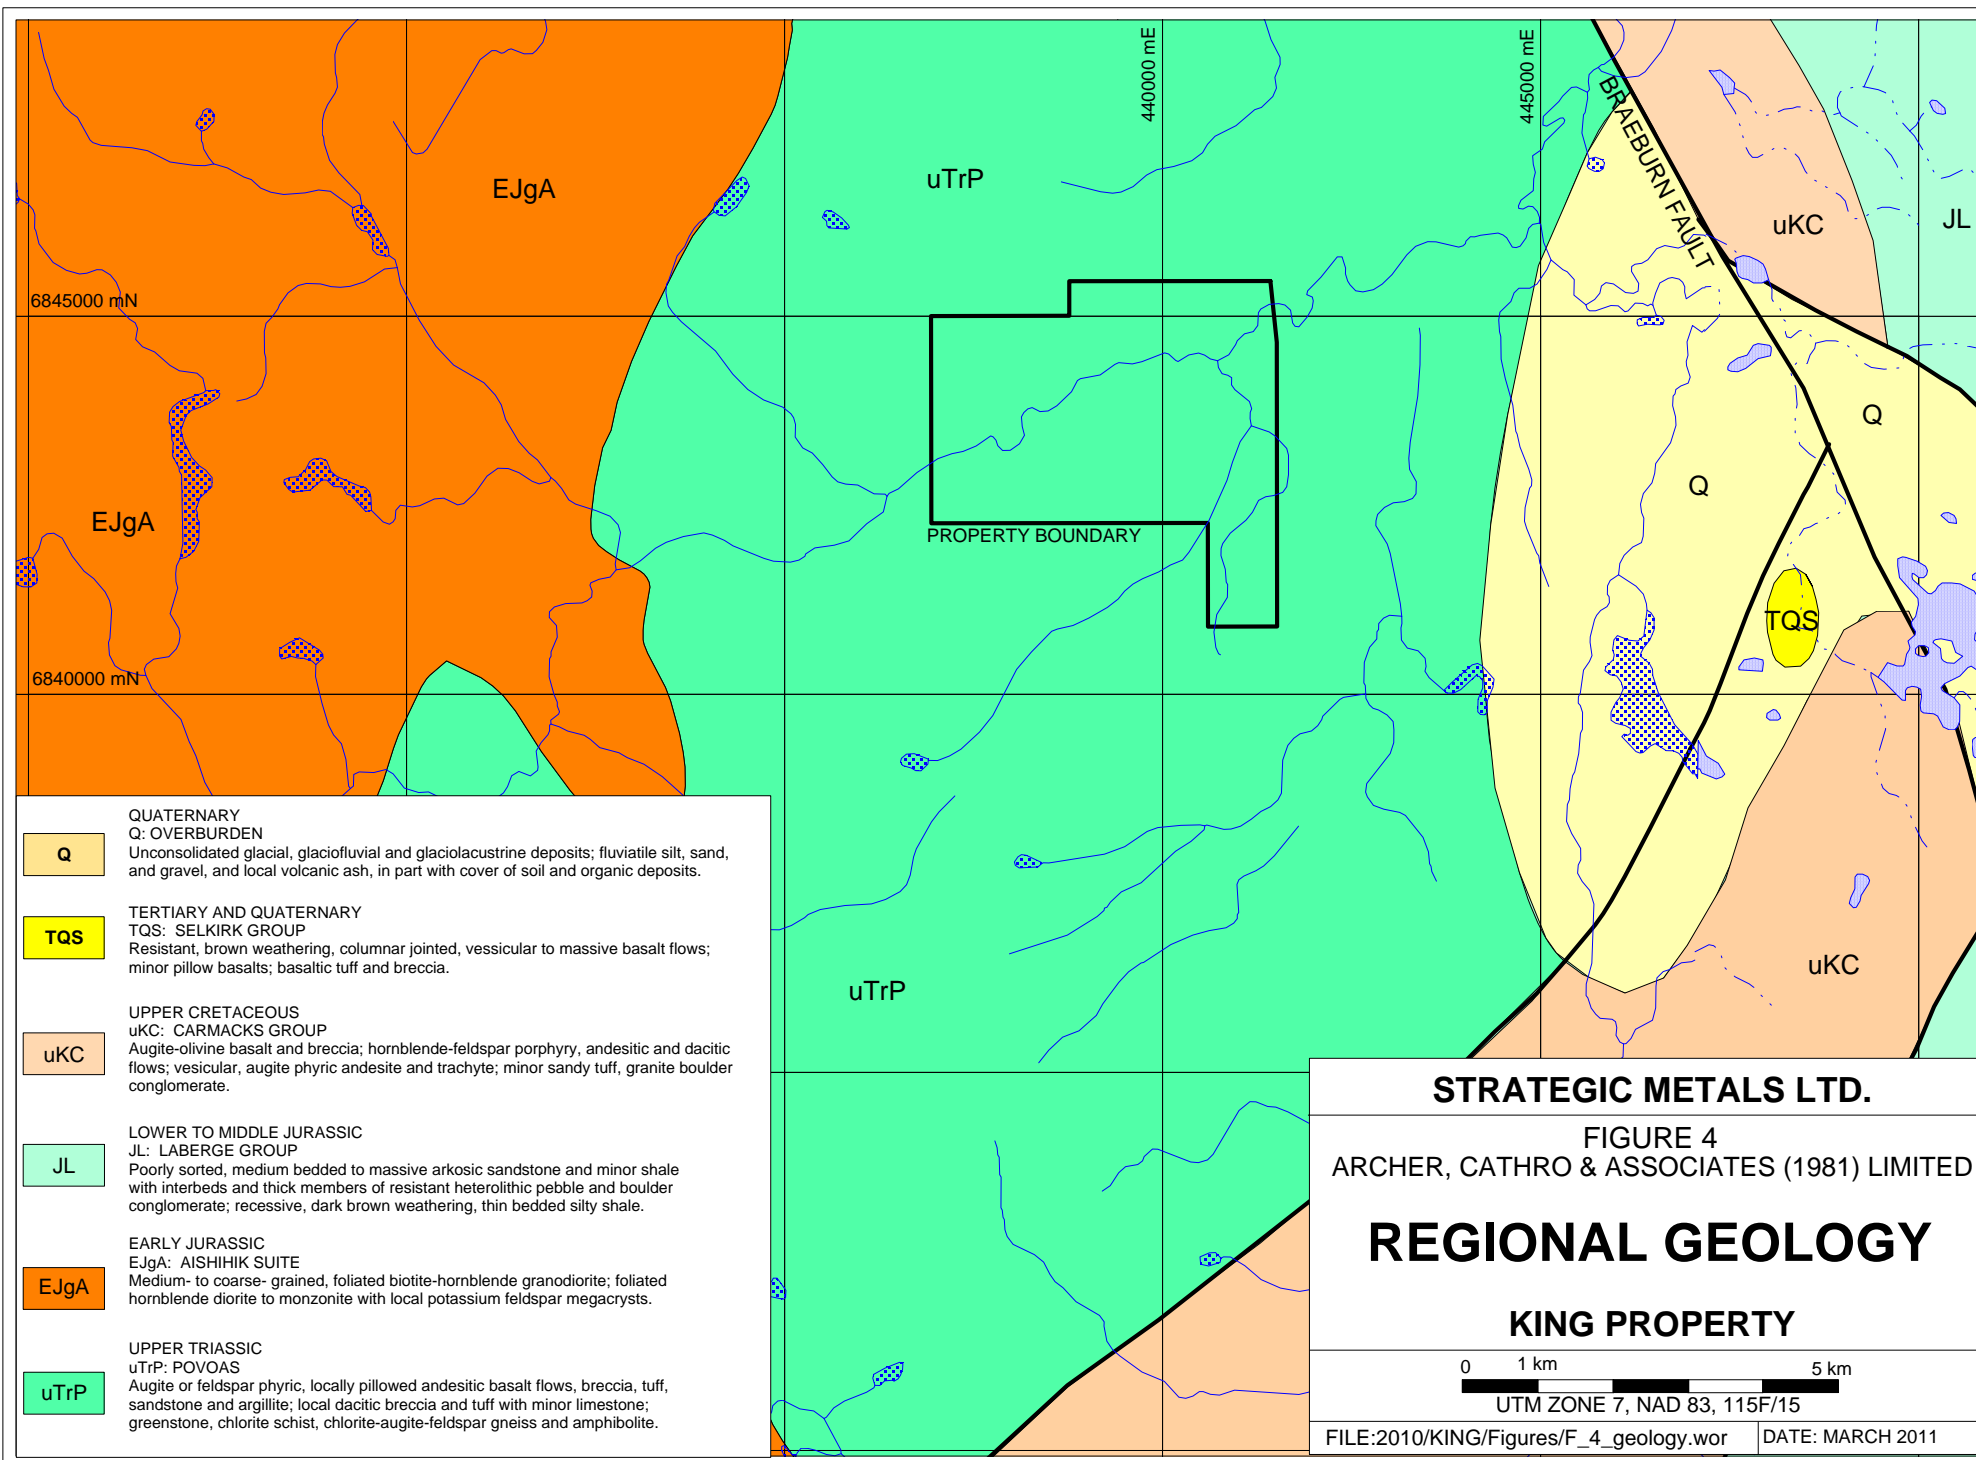 440000 mE
445000 mE
BRAEBURN FAULT
EJgA
uTrP
uKC
JL
6845000 mN
Q
Q
EJgA
PROPERTY BOUNDARY
TQS
6840000 mN
uTrP
uKC
QUATERNARY
Q: OVERBURDEN
Q
Unconsolidated glacial, glaciofluvial and glaciolacustrine deposits; fluviatile silt, sand,
and gravel, and local volcanic ash, in part with cover of soil and organic deposits.
TERTIARY AND QUATERNARY
TQS: SELKIRK GROUP
TQS
Resistant, brown weathering, columnar jointed, vessicular to massive basalt flows;
minor pillow basalts; basaltic tuff and breccia.
UPPER CRETACEOUS
uKC: CARMACKS GROUP
uKC
Augite-olivine basalt and breccia; hornblende-feldspar porphyry, andesitic and dacitic
flows; vesicular, augite phyric andesite and trachyte; minor sandy tuff, granite boulder
conglomerate.
LOWER TO MIDDLE JURASSIC
JL: LABERGE GROUP
JL
Poorly sorted, medium bedded to massive arkosic sandstone and minor shale
with interbeds and thick members of resistant heterolithic pebble and boulder
conglomerate; recessive, dark brown weathering, thin bedded silty shale.
EARLY JURASSIC
EJgA: AISHIHIK SUITE
EJgA
Medium- to coarse- grained, foliated biotite-hornblende granodiorite; foliated
hornblende diorite to monzonite with local potassium feldspar megacrysts.
UPPER TRIASSIC
uTrP: POVOAS
uTrP
Augite or feldspar phyric, locally pillowed andesitic basalt flows, breccia, tuff,
sandstone and argillite; local dacitic breccia and tuff with minor limestone;
greenstone, chlorite schist, chlorite-augite-feldspar gneiss and amphibolite.
STRATEGIC METALS LTD.
FIGURE 4
ARCHER, CATHRO & ASSOCIATES (1981) LIMITED
REGIONAL GEOLOGY
KING PROPERTY
0 1 km 5 km
UTM ZONE 7, NAD 83, 115F/15
FILE:2010/KING/Figures/F_4_geology.wor
DATE: MARCH 2011